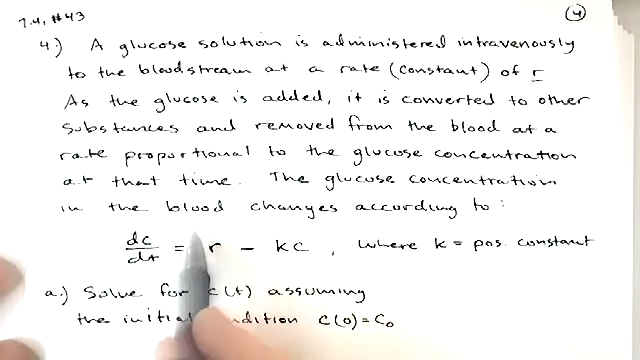 7.4, #43
4
4.) A glucose solution is administered intravenously
to the bloodstream at a rate (constant) of r
As the glucose is added, it is converted to other
substances and removed from the blood at a
rate proportional to the glucose concentration
at that time. The glucose concentration
in the blood changes according to:
dc/dt = r - kc, where k = pos. constant
a.) Solve for c(t) assuming
the initial condition c(0) = c₀